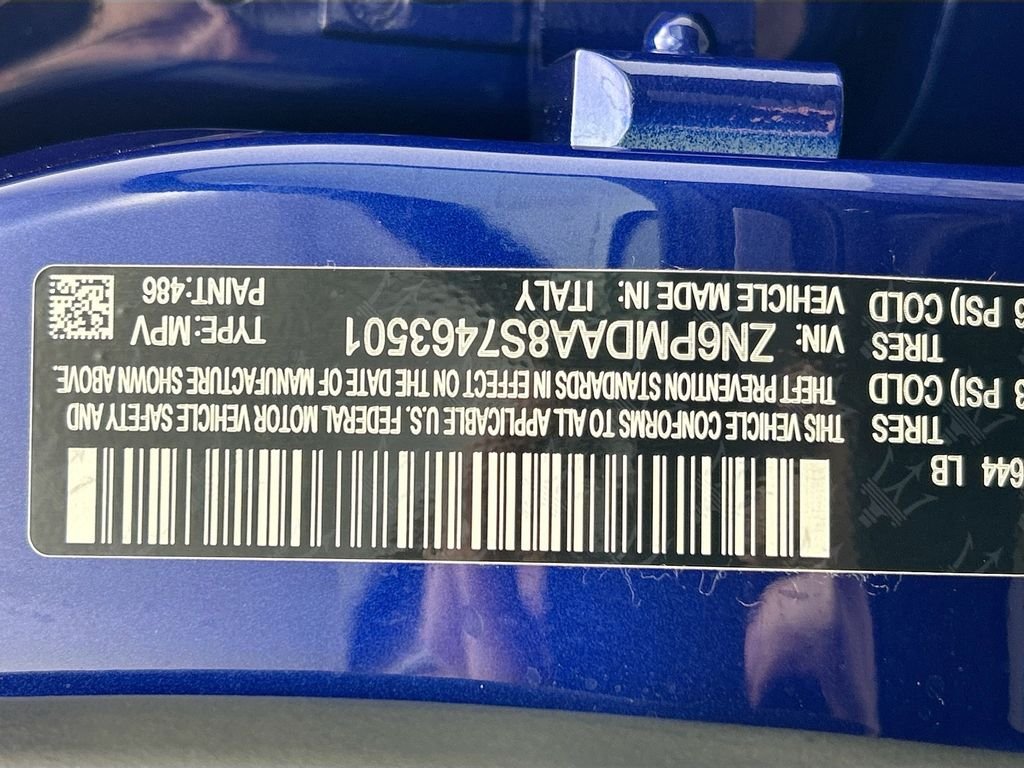 644 LB
TIRES
3 PSI) COLD
TIRES
6 PSI) COLD
THIS VEHICLE CONFORMS TO ALL APPLICABLE U.S. FEDERAL MOTOR VEHICLE SAFETY AND
THEFT PREVENTION STANDARDS IN EFFECT ON THE DATE OF MANUFACTURE SHOWN ABOVE.
VIN: ZN6PMDAA8S7463501 TYPE:MPV
VEHICLE MADE IN: ITALY PAINT:486